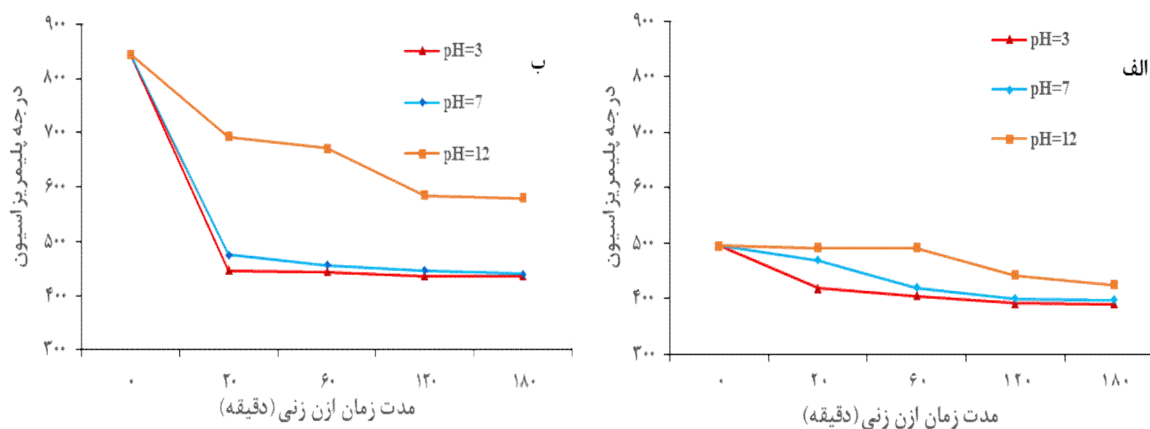 الف
درجه پلیمریزاسیون
۹۰۰
۸۰۰
۷۰۰
۶۰۰
۵۰۰
۴۰۰
۳۰۰
pH=3
pH=7
pH=12
۰ ۲۰ ۶۰ ۱۲۰ ۱۸۰
مدت زمان ازن زنی (دقیقه)
ب
درجه پلیمریزاسیون
۹۰۰
۸۰۰
۷۰۰
۶۰۰
۵۰۰
۴۰۰
۳۰۰
pH=3
pH=7
pH=12
۰ ۲۰ ۶۰ ۱۲۰ ۱۸۰
مدت زمان ازن زنی (دقیقه)